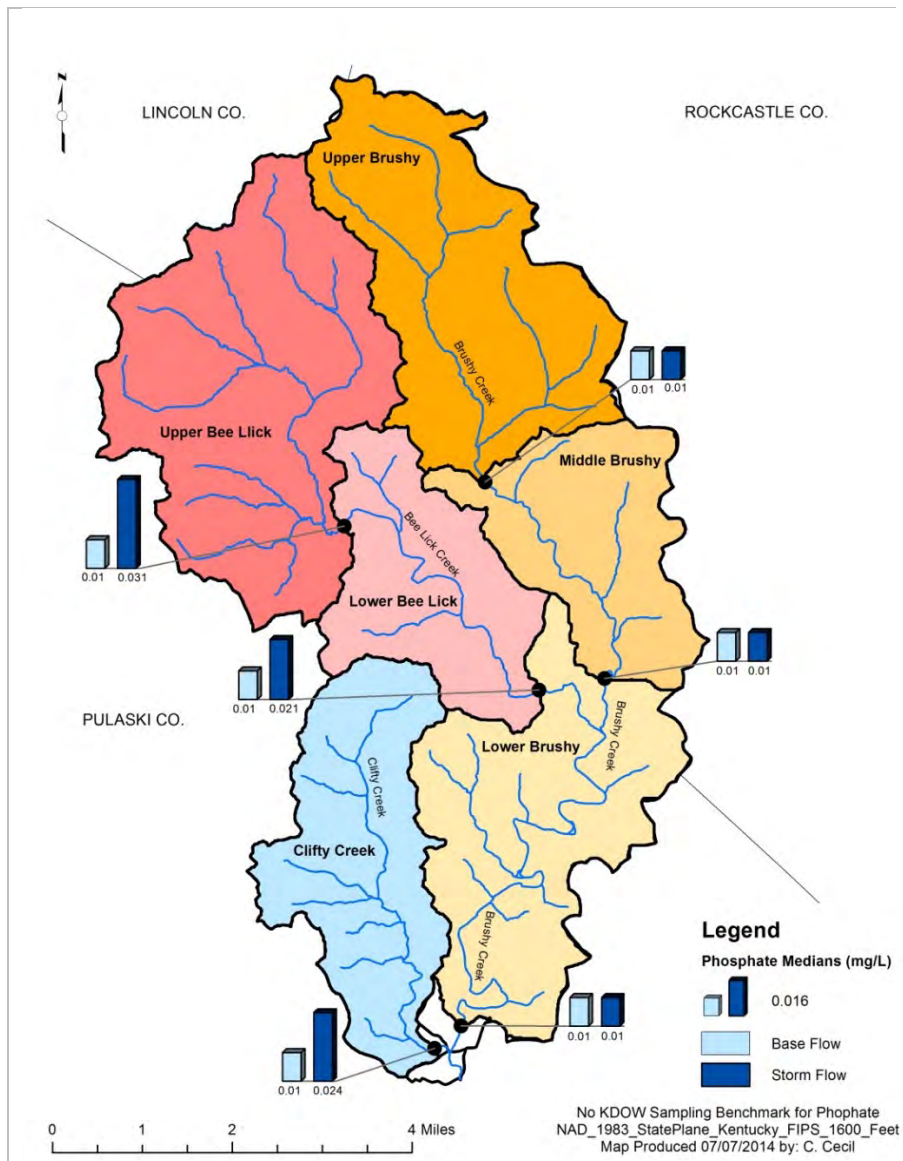 N
LINCOLN CO.
ROCKCASTLE CO.
Upper Brushy
Brushy Creek
0.01 0.01
Upper Bee Llick
Middle Brushy
Bee Lick Creek
0.01 0.031
Lower Bee Lick
0.01 0.01
0.01 0.021
PULASKI CO.
Brushy Creek
Lower Brushy
Clifty Creek
Clifty Creek
Brushy Creek
0.01 0.01
0.01 0.024
Legend
Phosphate Medians (mg/L)
0.016
Base Flow
Storm Flow
0 2 4 Miles
No KDOW Sampling Benchmark for Phophate
NAD_1983_StatePlane_Kentucky_FIPS_1600_Feet
Map Produced 07/07/2014 by: C. Cecil